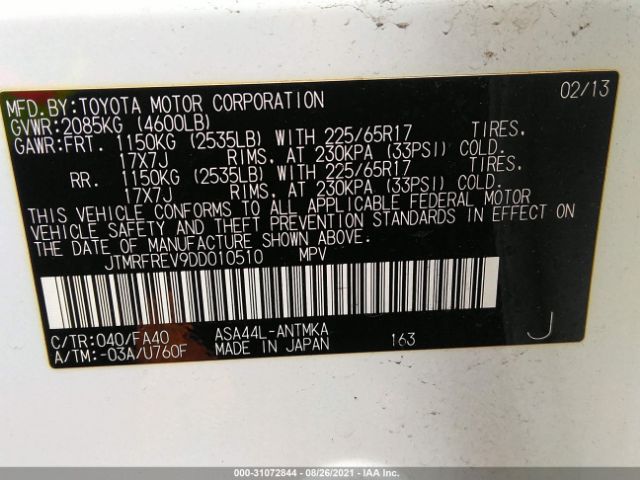 MFD.BY:TOYOTA MOTOR CORPORATION 02/13
GVWR:2085KG (4600LB)
GAWR:FRT. 1150KG (2535LB) WITH 225/65R17 TIRES.
17X7J RIMS, AT 230KPA (33PSI) COLD.
RR. 1150KG (2535LB) WITH 225/65R17 TIRES.
17X7J RIMS, AT 230KPA (33PSI) COLD.
THIS VEHICLE CONFORMS TO ALL APPLICABLE FEDERAL MOTOR
VEHICLE SAFETY AND THEFT PREVENTION STANDARDS IN EFFECT ON
THE DATE OF MANUFACTURE SHOWN ABOVE.
JTMRFREV9DD010510 MPV
C/TR:040/FA40 ASA44L-ANTMKA J
A/TM:-03A/U760F MADE IN JAPAN 163
000-31072844 - 08/26/2021 - IAA Inc.